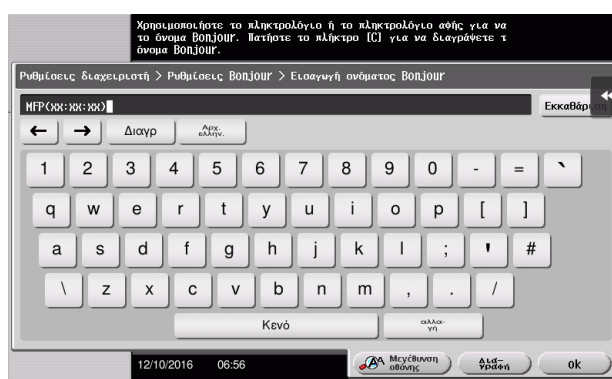 Χρησιμοποιήστε το πληκτρολόγιο ή το πληκτρολόγιο αφής για να
το όνομα Bonjour. Πατήστε το πλήκτρο [C] για να διαγράψετε τ
όνομα Bonjour.
Ρυθμίσεις διαχειριστή > Ρυθμίσεις Bonjour > Εισαγωγή ονόματος Bonjour
MFP(xx:xx:xx)
Εκκαθάριση
← → Διαγρ Αρχ. ελλην.
1 2 3 4 5 6 7 8 9 0 - = `
q w e r t y u i o p [ ]
a s d f g h j k l ; ' #
\ z x c v b n m , . /
Κενό αλλα-
γή
12/10/2016 06:56 Μεγέθυνση
οθόνης Δια-
γραφή ok